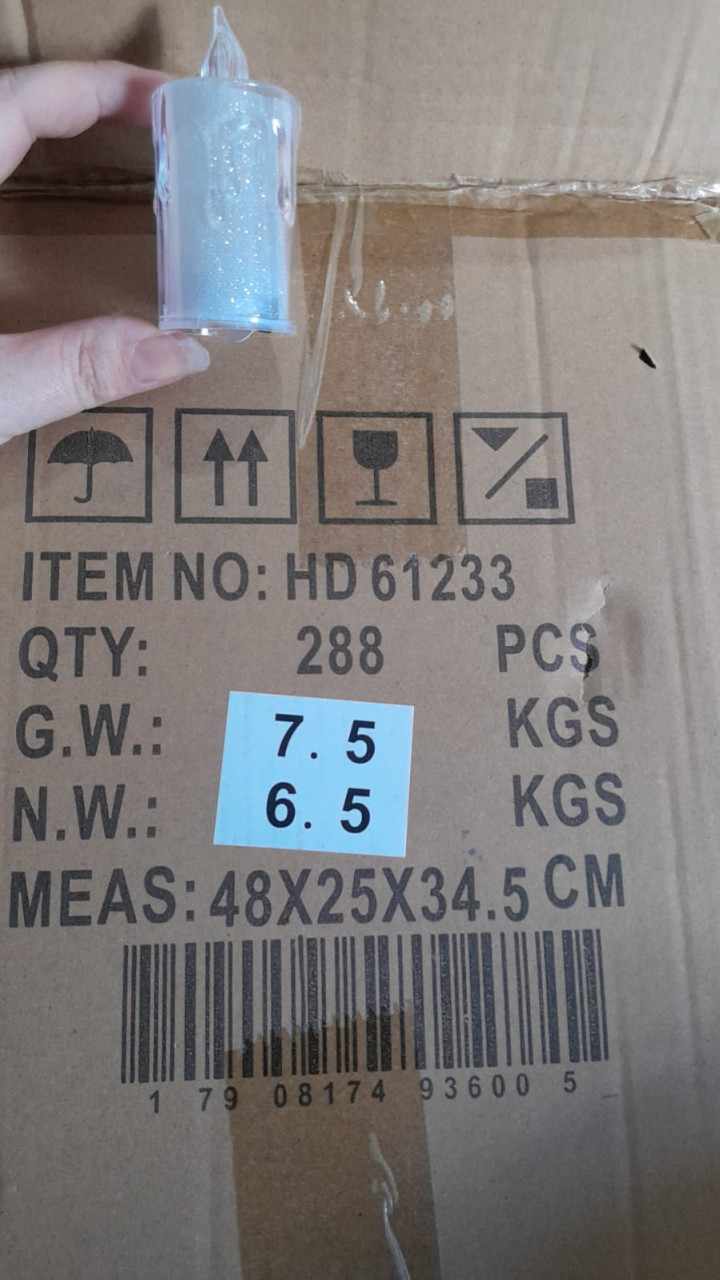 ITEM NO: HD 61233
QTY: 288 PCS
G.W.: 7.5 KGS
N.W.: 6.5 KGS
MEAS: 48X25X34.5 CM
1 79 08174 93600 5